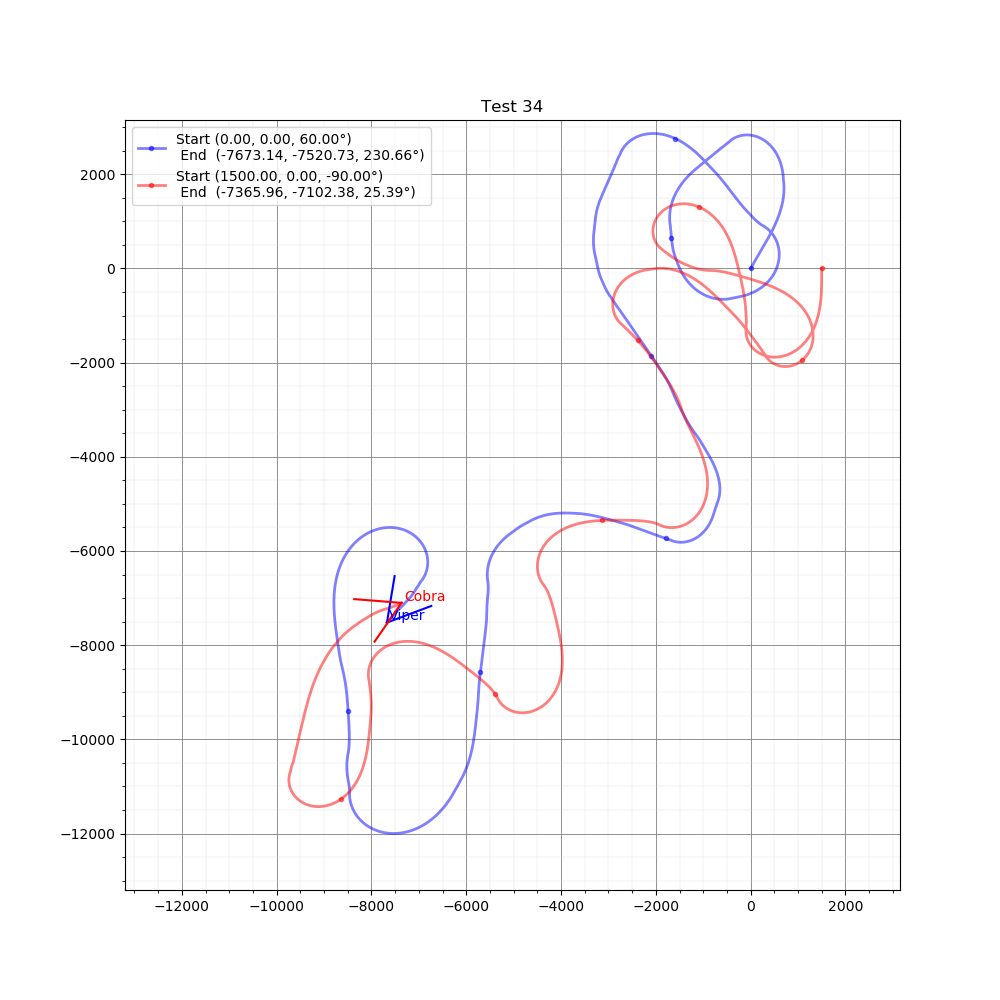 Test 34
Start (0.00, 0.00, 60.00°)
End (-7673.14, -7520.73, 230.66°)
Start (1500.00, 0.00, -90.00°)
End (-7365.96, -7102.38, 25.39°)
2000
0
−2000
−4000
−6000
−8000
−10000
−12000
Cobra
Viper
−12000 −10000 −8000 −6000 −4000 −2000 0 2000